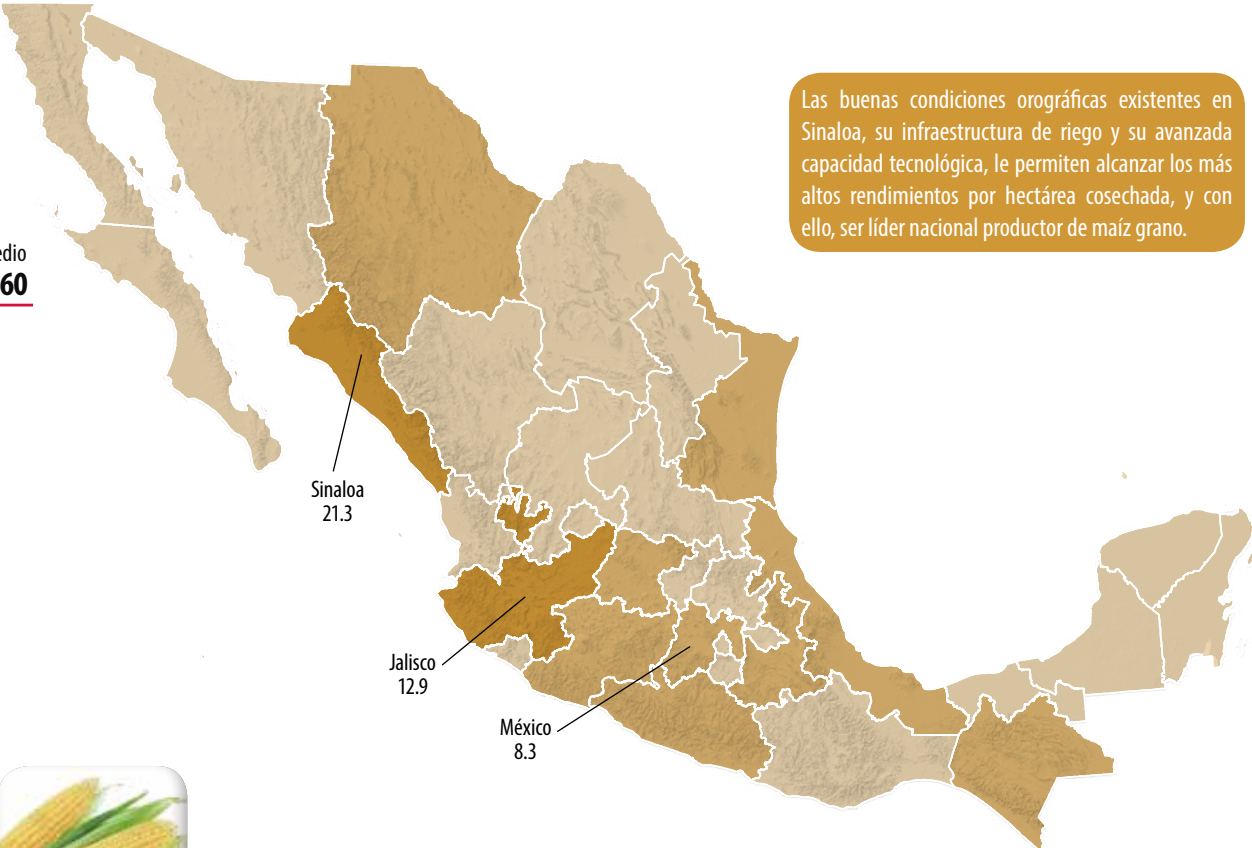 Las buenas condiciones orográficas existentes en
Sinaloa, su infraestructura de riego y su avanzada
capacidad tecnológica, le permiten alcanzar los más
altos rendimientos por hectárea cosechada, y con
ello, ser líder nacional productor de maíz grano.
edio
60
Sinaloa
21.3
Jalisco
12.9
México
8.3